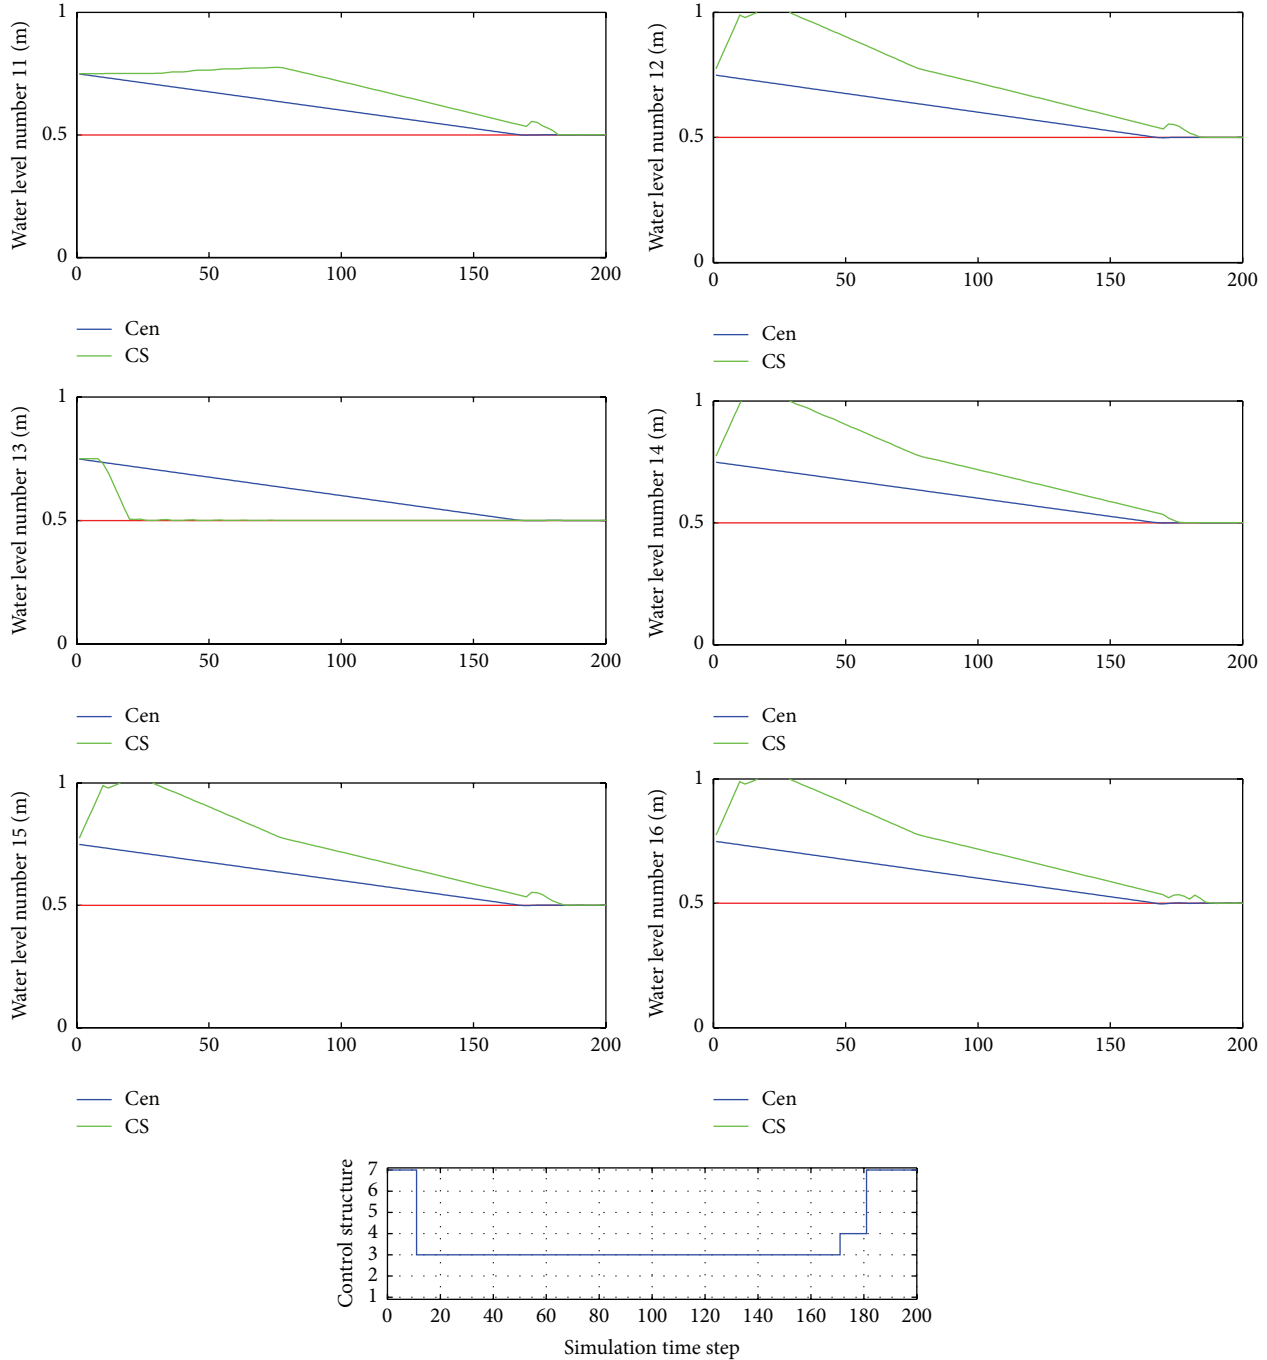 Water level number 11 (m)
1
0.5
0
0 50 100 150 200
Cen
CS
Water level number 12 (m)
1
0.5
0
0 50 100 150 200
Cen
CS
Water level number 13 (m)
1
0.5
0
0 50 100 150 200
Cen
CS
Water level number 14 (m)
1
0.5
0
0 50 100 150 200
Cen
CS
Water level number 15 (m)
1
0.5
0
0 50 100 150 200
Cen
CS
Water level number 16 (m)
1
0.5
0
0 50 100 150 200
Cen
CS
Control structure
7
6
5
4
3
2
1
0 20 40 60 80 100 120 140 160 180 200
Simulation time step